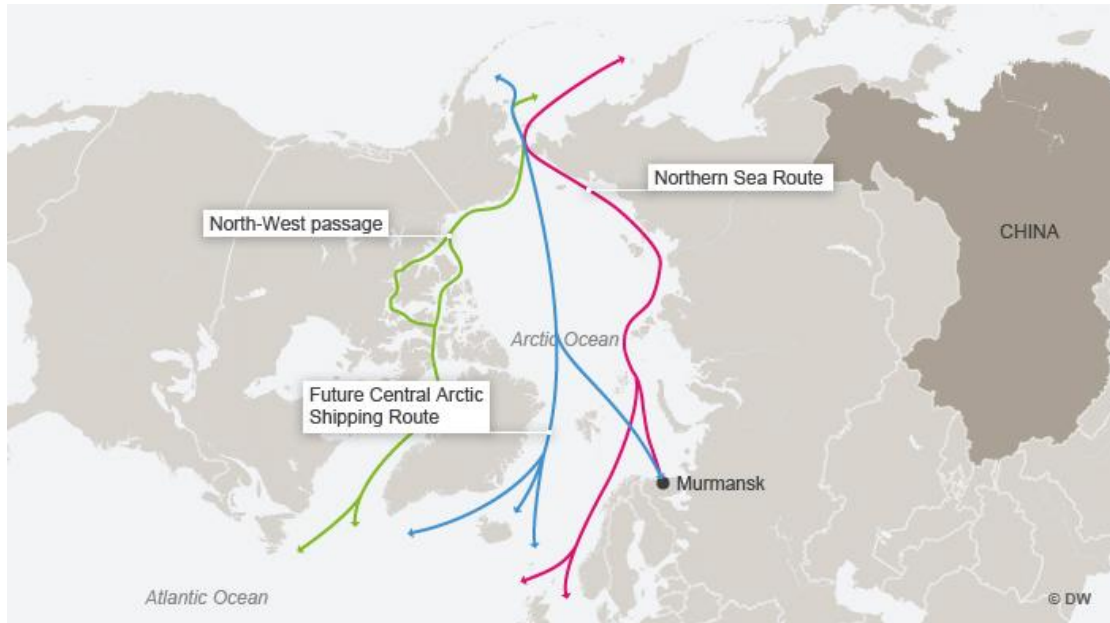 Northern Sea Route
North-West passage
CHINA
Arctic Ocean
Future Central Arctic
Shipping Route
Murmansk
Atlantic Ocean
© DW